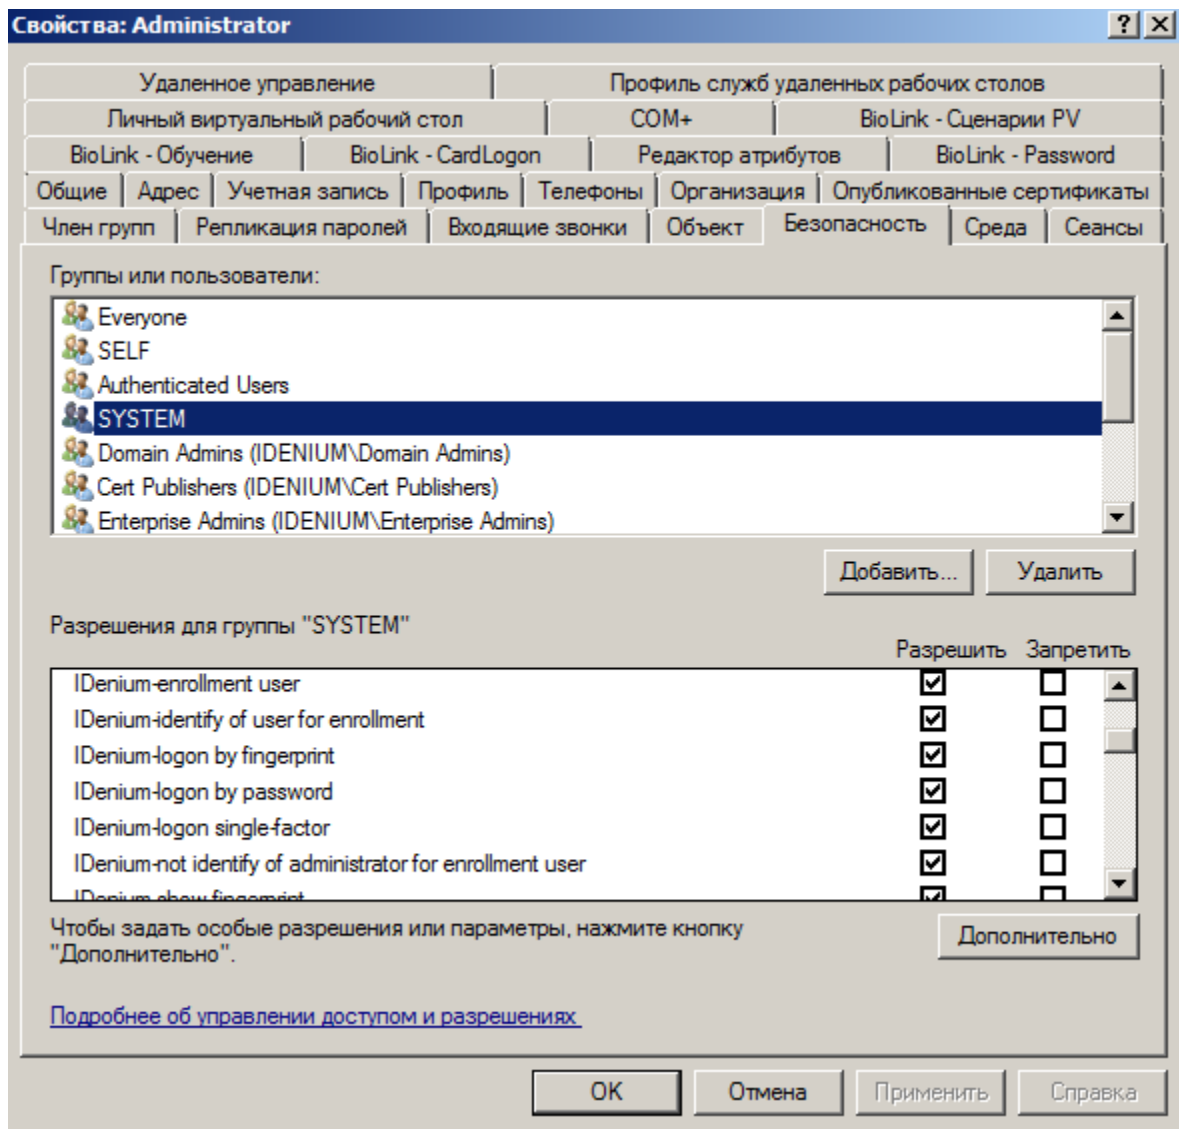 Свойства: Administrator
Удаленное управление Профиль служб удаленных рабочих столов
Личный виртуальный рабочий стол COM+ BioLink - Сценарии PV
BioLink - Обучение BioLink - CardLogon Редактор атрибутов BioLink - Password
Общие Адрес Учетная запись Профиль Телефоны Организация Опубликованные сертификаты
Член групп Репликация паролей Входящие звонки Объект Безопасность Среда Сеансы
Группы или пользователи:
Everyone
SELF
Authenticated Users
SYSTEM
Domain Admins (IDENIUM\Domain Admins)
Cert Publishers (IDENIUM\Cert Publishers)
Enterprise Admins (IDENIUM\Enterprise Admins)
Добавить... Удалить
Разрешения для группы "SYSTEM"
Разрешить Запретить
IDenium-enrollment user
IDenium-identify of user for enrollment
IDenium-logon by fingerprint
IDenium-logon by password
IDenium-logon single-factor
IDenium-not identify of administrator for enrollment user
IDenium-show fingerprint
Чтобы задать особые разрешения или параметры, нажмите кнопку
"Дополнительно".
Дополнительно
Подробнее об управлении доступом и разрешениях
OK Отмена Применить Справка